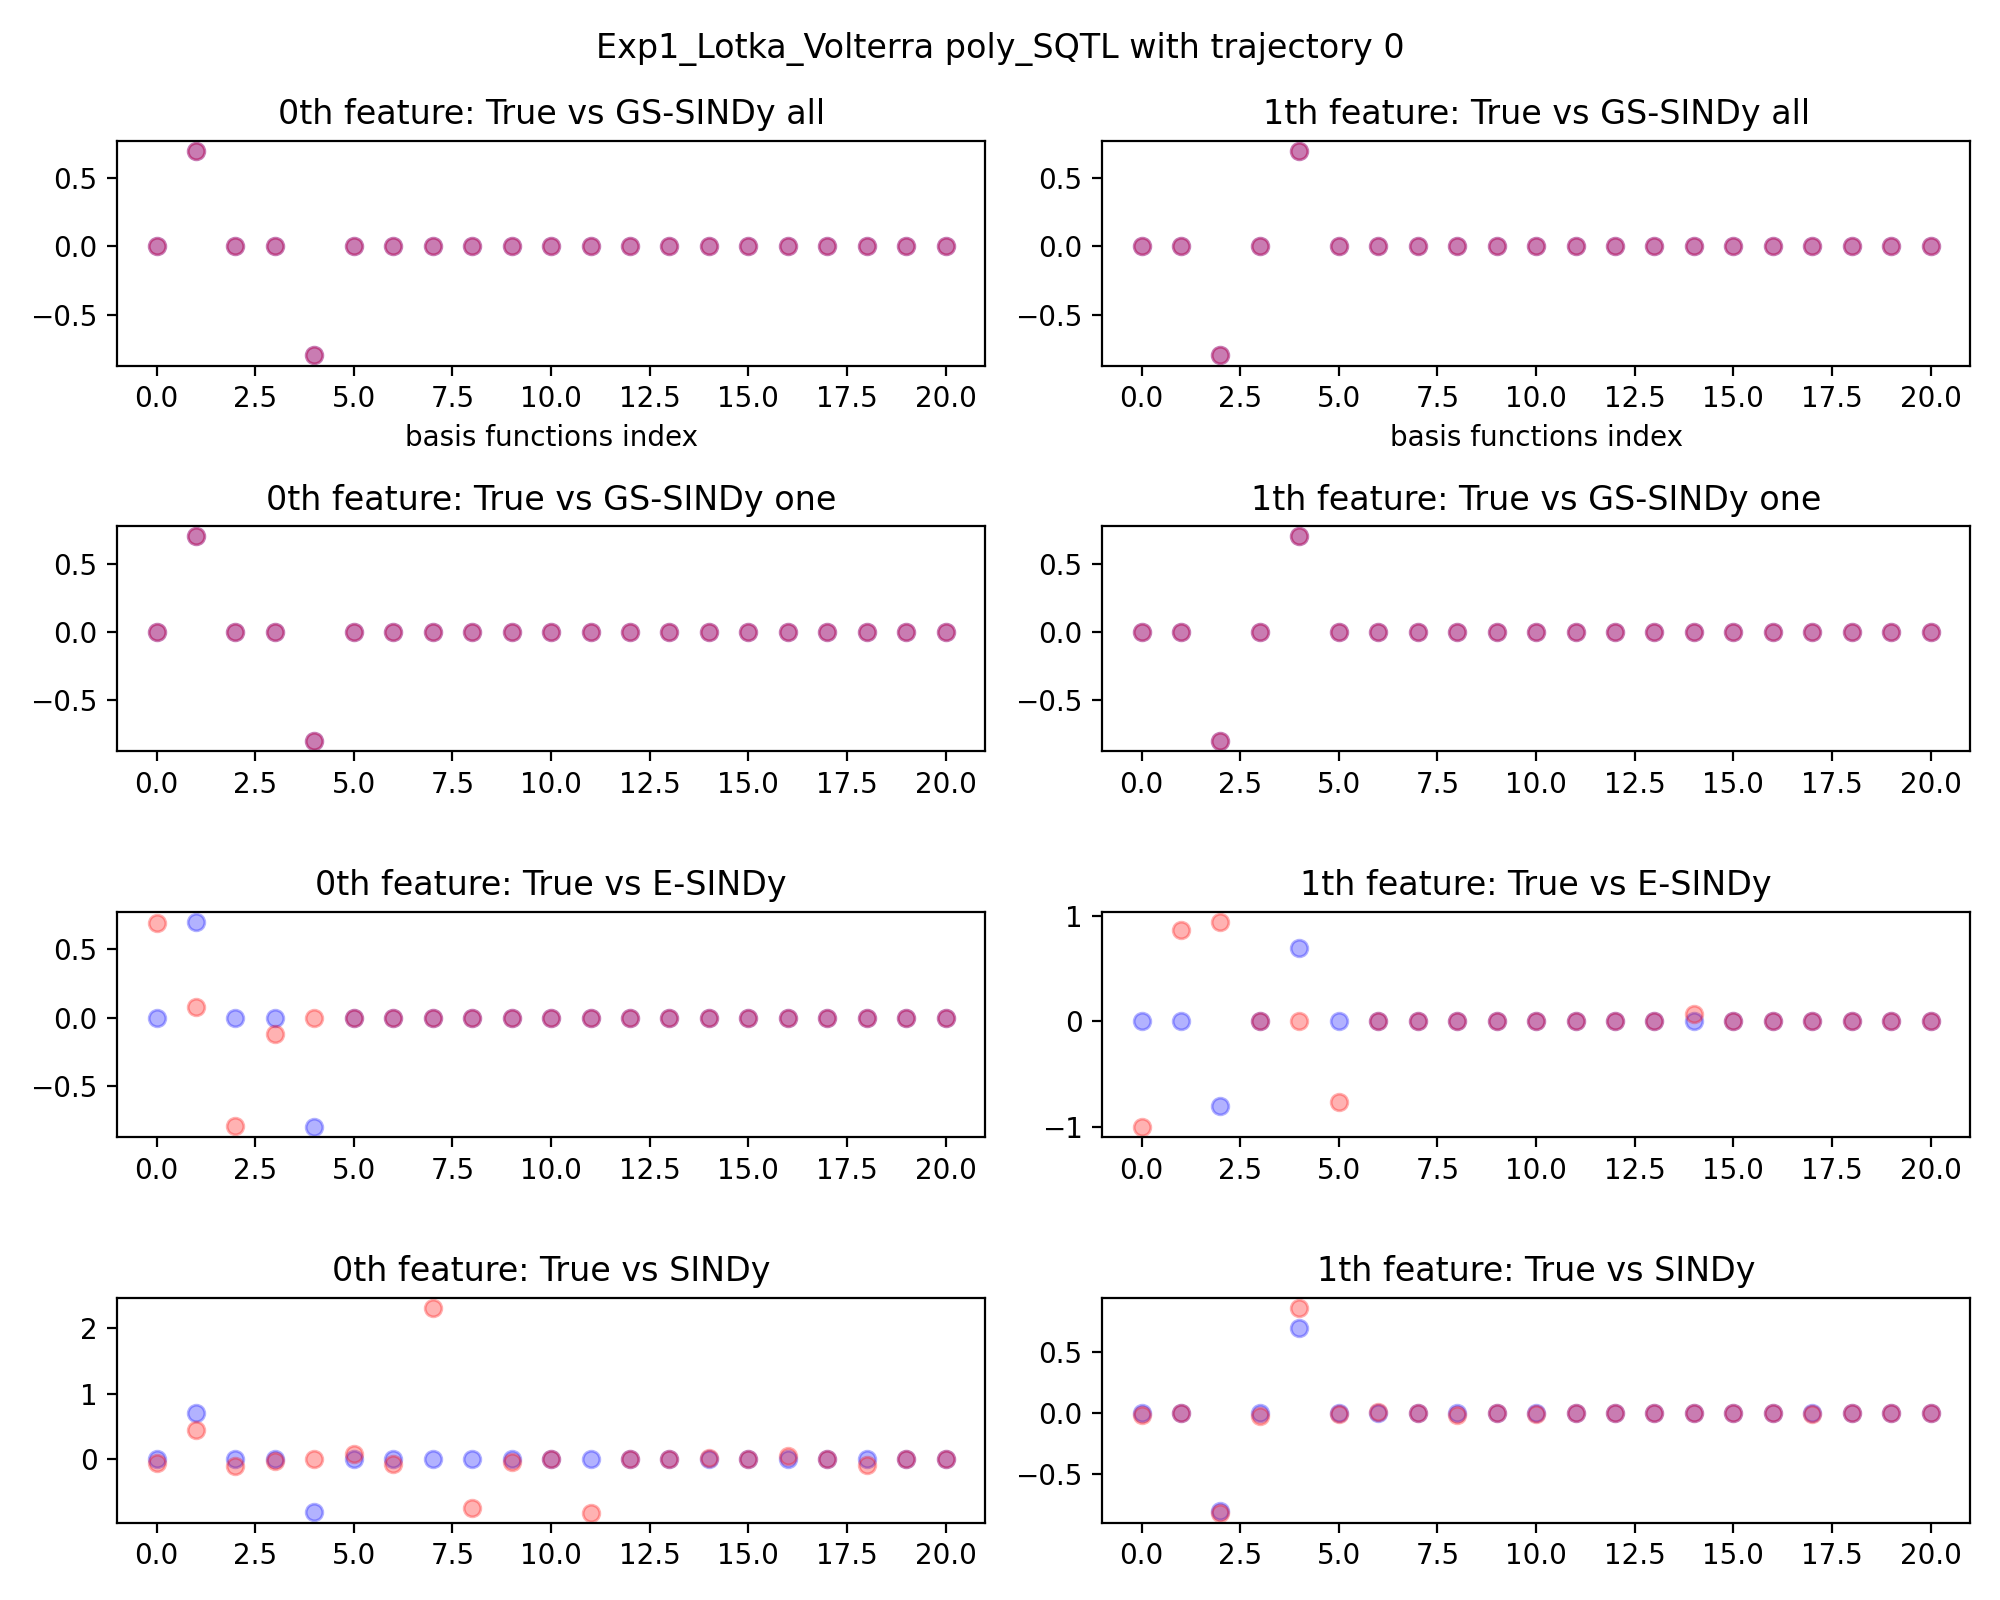 Exp1_Lotka_Volterra poly_SQTL with trajectory 0
0th feature: True vs GS-SINDy all
0.5
0.0
−0.5
0.0 2.5 5.0 7.5 10.0 12.5 15.0 17.5 20.0
basis functions index
1th feature: True vs GS-SINDy all
0.5
0.0
−0.5
0.0 2.5 5.0 7.5 10.0 12.5 15.0 17.5 20.0
basis functions index
0th feature: True vs GS-SINDy one
0.5
0.0
−0.5
0.0 2.5 5.0 7.5 10.0 12.5 15.0 17.5 20.0
1th feature: True vs GS-SINDy one
0.5
0.0
−0.5
0.0 2.5 5.0 7.5 10.0 12.5 15.0 17.5 20.0
0th feature: True vs E-SINDy
0.5
0.0
−0.5
0.0 2.5 5.0 7.5 10.0 12.5 15.0 17.5 20.0
1th feature: True vs E-SINDy
1
0
−1
0.0 2.5 5.0 7.5 10.0 12.5 15.0 17.5 20.0
0th feature: True vs SINDy
2
1
0
0.0 2.5 5.0 7.5 10.0 12.5 15.0 17.5 20.0
1th feature: True vs SINDy
0.5
0.0
−0.5
0.0 2.5 5.0 7.5 10.0 12.5 15.0 17.5 20.0